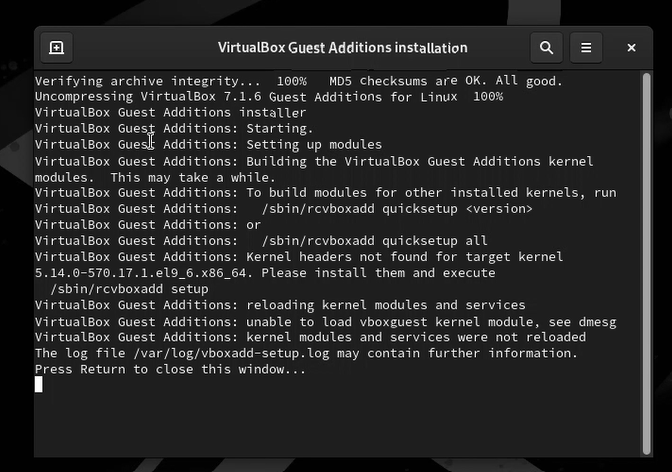 VirtualBox Guest Additions installation
Verifying archive integrity...  100%   MD5 checksums are OK. All good.
Uncompressing VirtualBox 7.1.6 Guest Additions for Linux  100%
VirtualBox Guest Additions installer
VirtualBox Guest Additions: Starting.
VirtualBox Guest Additions: Setting up modules
VirtualBox Guest Additions: Building the VirtualBox Guest Additions kernel
modules.  This may take a while.
VirtualBox Guest Additions: To build modules for other installed kernels, run
VirtualBox Guest Additions:   /sbin/rcvboxadd quicksetup <version>
VirtualBox Guest Additions: or
VirtualBox Guest Additions:   /sbin/rcvboxadd quicksetup all
VirtualBox Guest Additions: Kernel headers not found for target kernel
5.14.0-570.17.1.el9_6.x86_64. Please install them and execute
  /sbin/rcvboxadd setup
VirtualBox Guest Additions: reloading kernel modules and services
VirtualBox Guest Additions: unable to load vboxguest kernel module, see dmesg
VirtualBox Guest Additions: kernel modules and services were not reloaded
The log file /var/log/vboxadd-setup.log may contain further information.
Press Return to close this window...